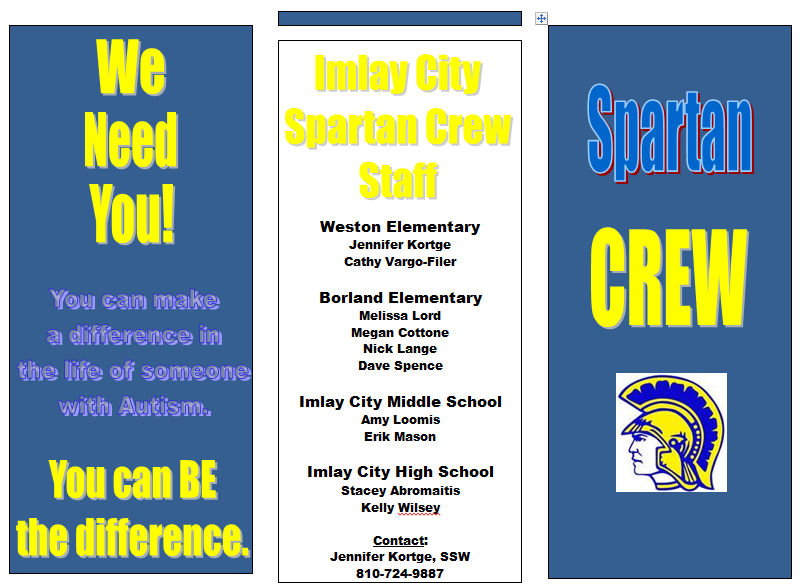 We
Need
You!
You can make
a difference in
the life of someone
with Autism.
You can BE
the difference.
Imlay City
Spartan Crew
Staff
Weston Elementary
Jennifer Kortge
Cathy Vargo-Filer
Borland Elementary
Melissa Lord
Megan Cottone
Nick Lange
Dave Spence
Imlay City Middle School
Amy Loomis
Erik Mason
Imlay City High School
Stacey Abromaitis
Kelly Wilsey
Contact:
Jennifer Kortge, SSW
810-724-9887
Spartan
CREW